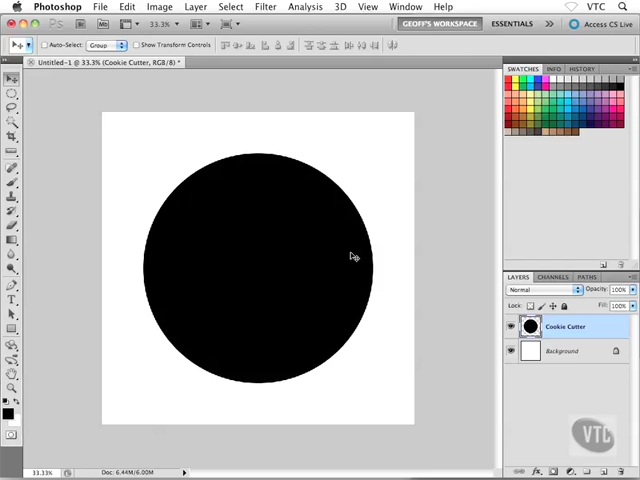 Photoshop File Edit Image Layer Select Filter Analysis 3D View Window Help VTC
Ps Br Mb 33.3% GEOFF'S WORKSPACE ESSENTIALS Access CS Live
Auto-Select: Group Show Transform Controls
Untitled-1 @ 33.3% (Cookie Cutter, RGB/8) *
SWATCHES INFO HISTORY
LAYERS CHANNELS PATHS
Normal Opacity: 100%
Lock: Fill: 100%
Cookie Cutter
Background
VTC
33.33% Doc: 6.44M/6.00M